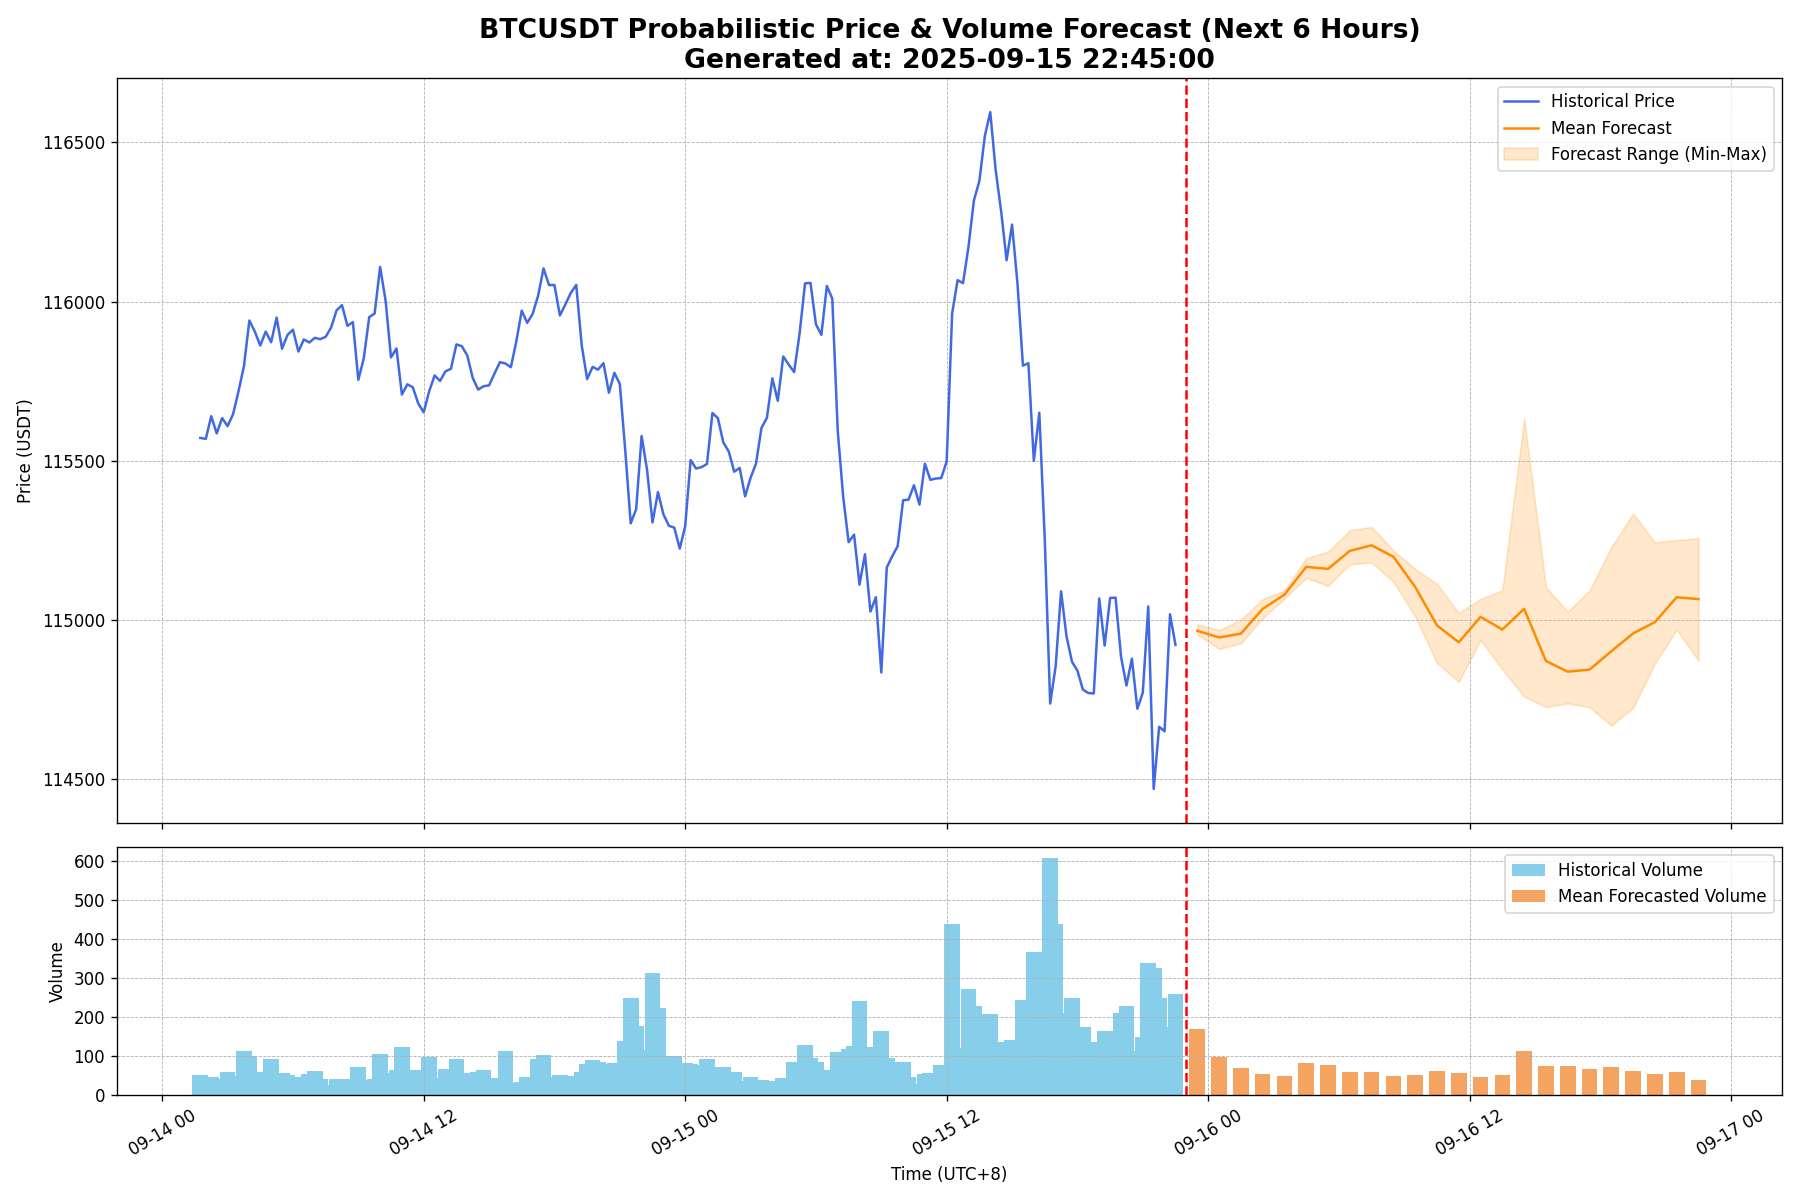 BTCUSDT Probabilistic Price & Volume Forecast (Next 6 Hours)
Generated at: 2025-09-15 22:45:00
Historical Price
Mean Forecast
Forecast Range (Min-Max)
Price (USDT)
116500
116000
115500
115000
114500
Historical Volume
Mean Forecasted Volume
Volume
600
500
400
300
200
100
0
09-14 00
09-14 12
09-15 00
09-15 12
09-16 00
09-16 12
09-17 00
Time (UTC+8)